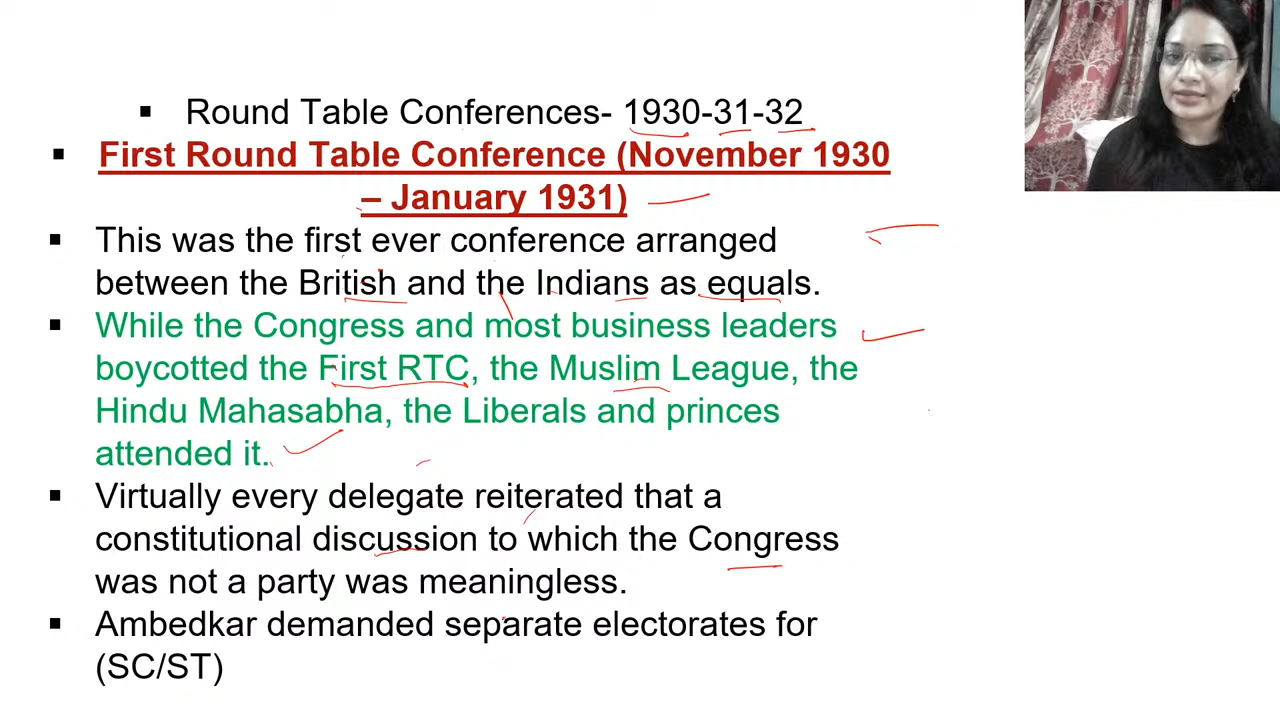 ▪ Round Table Conferences- 1930-31-32
▪ First Round Table Conference (November 1930
– January 1931)
▪ This was the first ever conference arranged
between the British and the Indians as equals.
▪ While the Congress and most business leaders
boycotted the First RTC, the Muslim League, the
Hindu Mahasabha, the Liberals and princes
attended it.
▪ Virtually every delegate reiterated that a
constitutional discussion to which the Congress
was not a party was meaningless.
▪ Ambedkar demanded separate electorates for
(SC/ST)